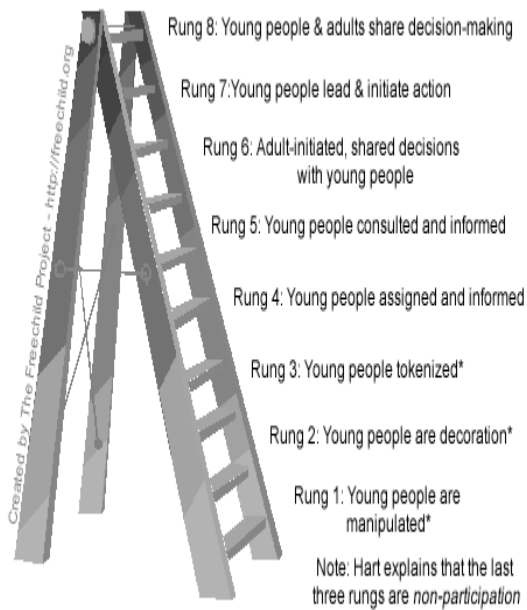 Rung 8: Young people & adults share decision-making
Rung 7:Young people lead & initiate action
Rung 6: Adult-initiated, shared decisions
with young people
Rung 5: Young people consulted and informed
Rung 4: Young people assigned and informed
Rung 3: Young people tokenized*
Rung 2: Young people are decoration*
Rung 1: Young people are
manipulated*
Note: Hart explains that the last
three rungs are non-participation
Created by The Freechild Project - http://freechild.org